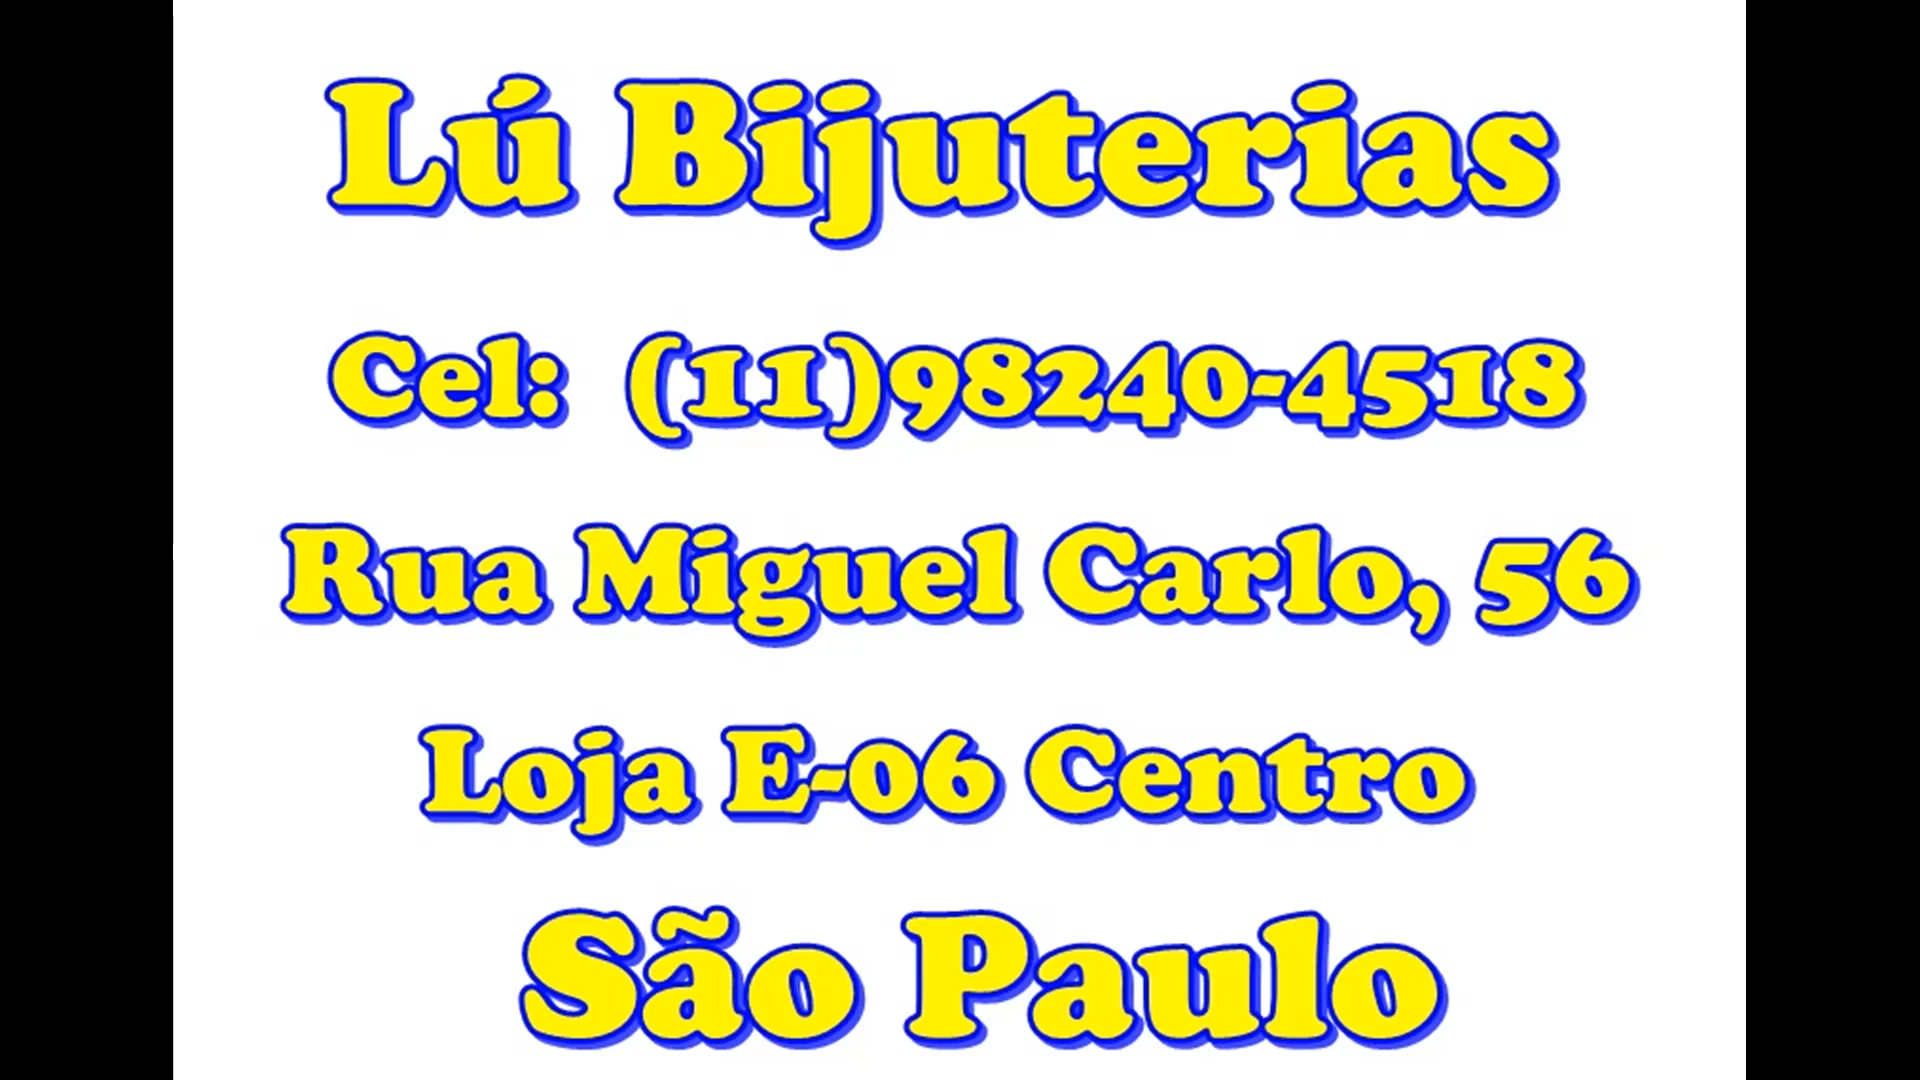 Lú Bijuterias
Cel: (11)98240-4518
Rua Miguel Carlo, 56
Loja E-06 Centro
São Paulo